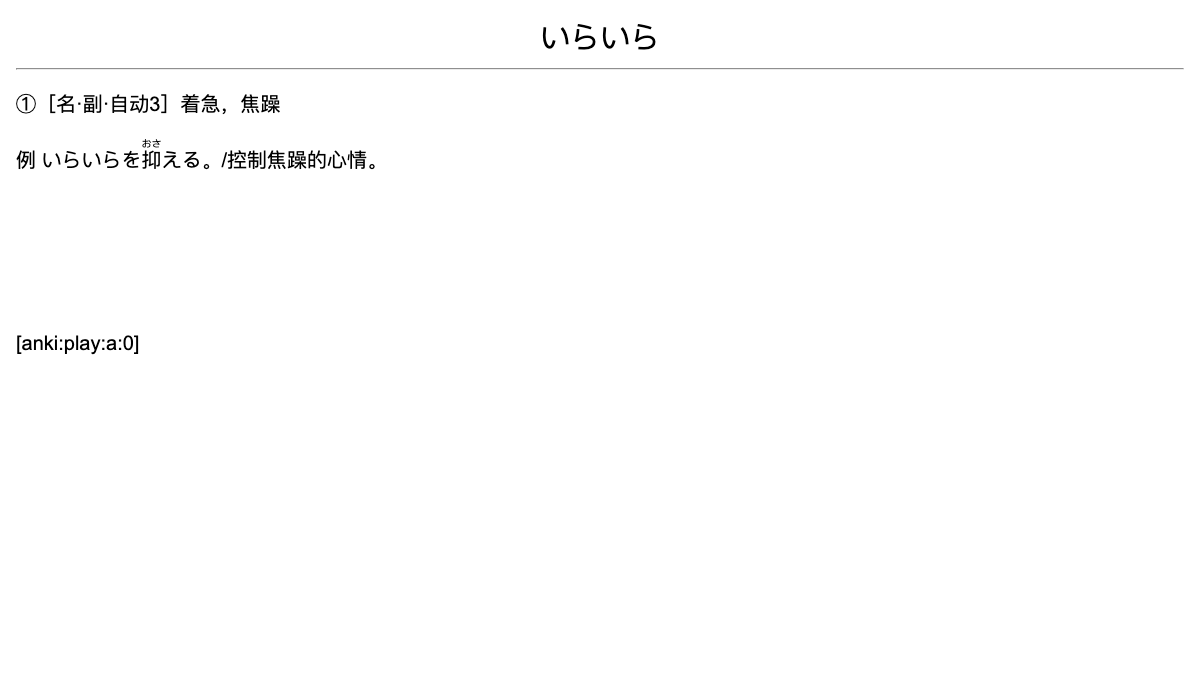 いらいら
①［名·副·自动3］着急，焦躁
例 いらいらを抑える。/控制焦躁的心情。
おさ
[anki:play:a:0]